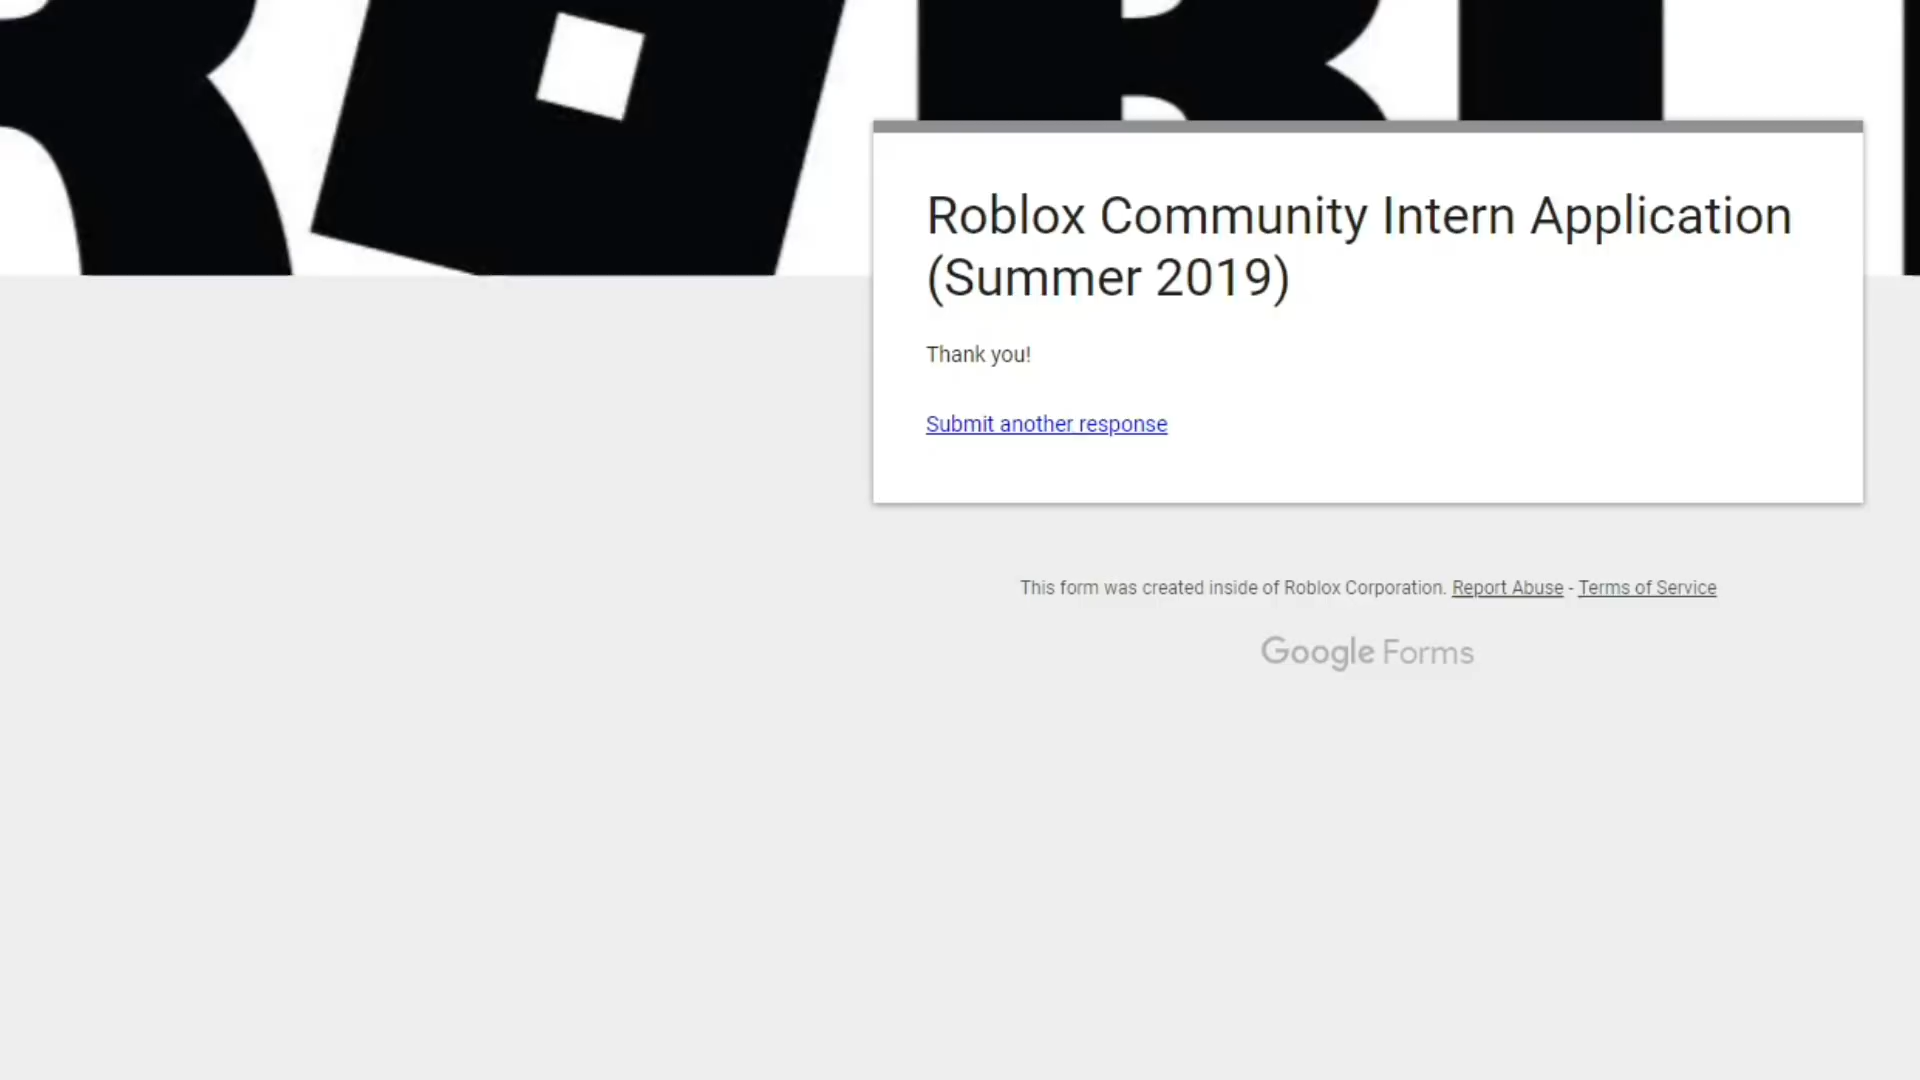 Roblox Community Intern Application
(Summer 2019)
Thank you!
Submit another response
This form was created inside of Roblox Corporation. Report Abuse - Terms of Service
Google Forms